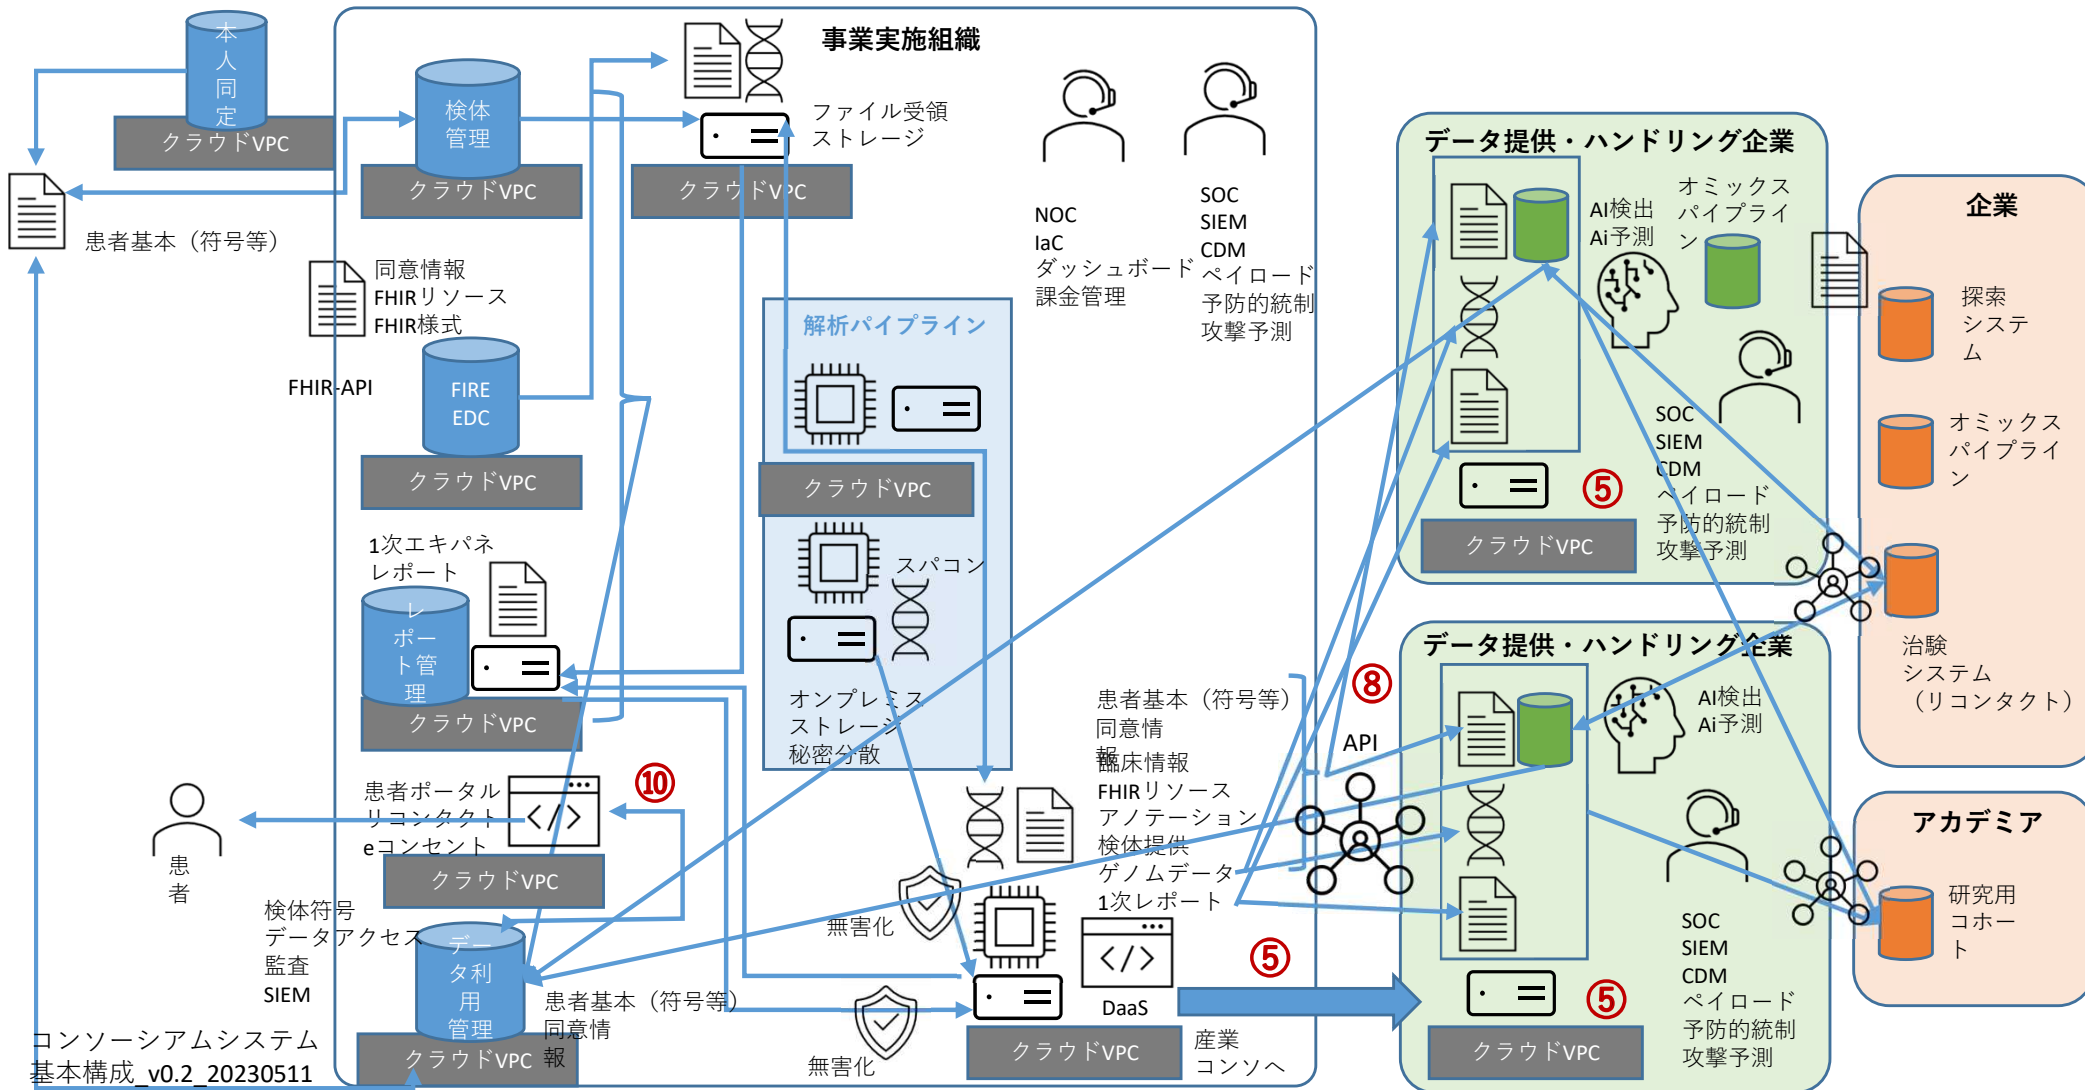 本
人
同
定
クラウドVPC
患者基本（符号等）
事業実施組織
検体
管理
クラウドVPC
ファイル受領
ストレージ
クラウドVPC
同意情報
FHIRリソース
FHIR様式
FHIR-API
FIRE
EDC
クラウドVPC
NOC
IaC
ダッシュボード
課金管理
SOC
SIEM
CDM
ペイロード
予防的統制
攻撃予測
解析パイプライン
クラウドVPC
スパコン
オンプレミス
ストレージ
秘密分散
1次エキパネ
レポート
レ
ポー
ト管
理
クラウドVPC
患者ポータル
リコンタクト
eコンセント
⑩
クラウドVPC
患
者
検体符号
データアクセス
監査
SIEM
デー
タ利
用
管理
クラウドVPC
患者基本（符号等）
同意情
報
コンソーシアムシステム
基本構成_v0.2_20230511
無害化
無害化
患者基本（符号等）
同意情
報
臨床情報
FHIRリソース
アノテーション
検体提供
ゲノムデータ
1次レポート
⑧
API
DaaS
クラウドVPC
⑤
産業
コンソへ
データ提供・ハンドリング企業
AI検出
Ai予測
オミックス
パイプライ
ン
SOC
SIEM
CDM
ペイロード
予防的統制
攻撃予測
⑤
クラウドVPC
データ提供・ハンドリング企業
AI検出
Ai予測
SOC
SIEM
CDM
ペイロード
予防的統制
攻撃予測
⑤
クラウドVPC
企業
探索
システ
ム
オミックス
パイプライ
ン
治験
システム
（リコンタクト）
アカデミア
研究用
コホー
ト